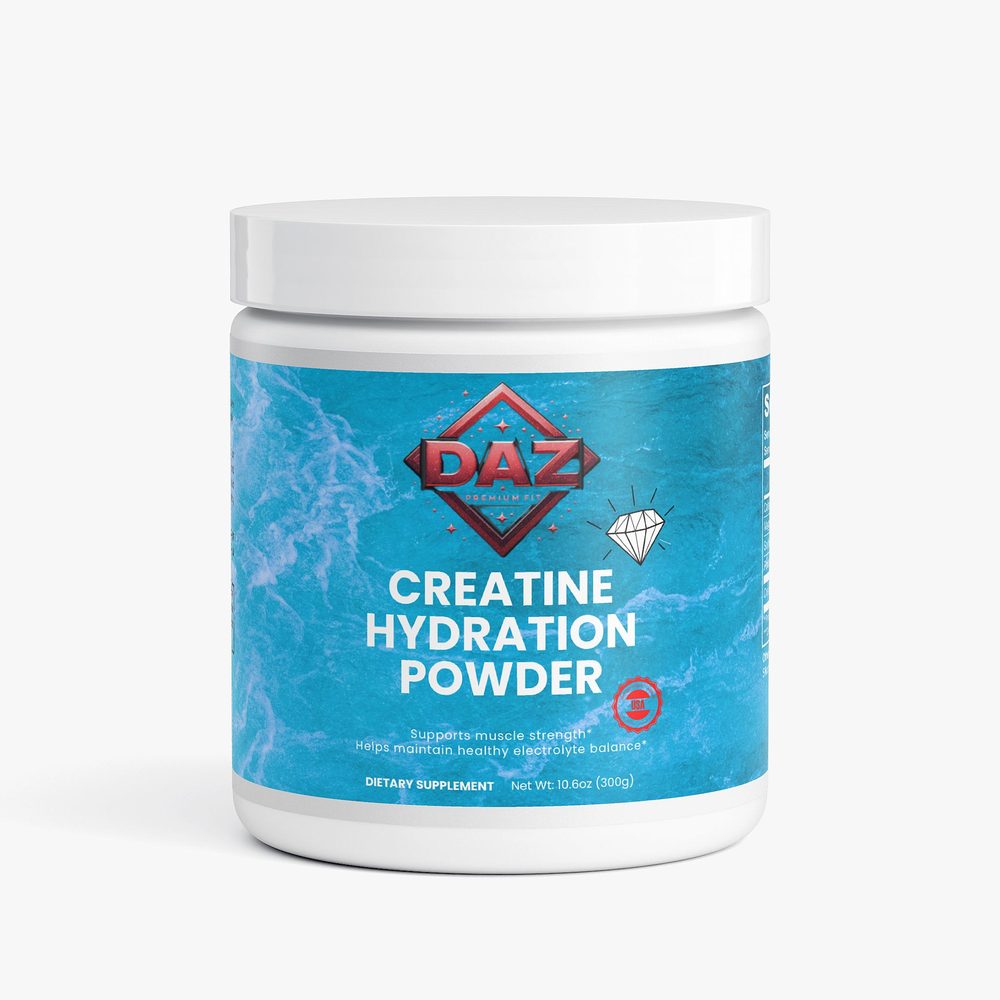 DAZ
PREMIUM FIT
CREATINE
HYDRATION
POWDER
USA
Supports muscle strength*
Helps maintain healthy electrolyte balance*
DIETARY SUPPLEMENT Net Wt: 10.6oz (300g)